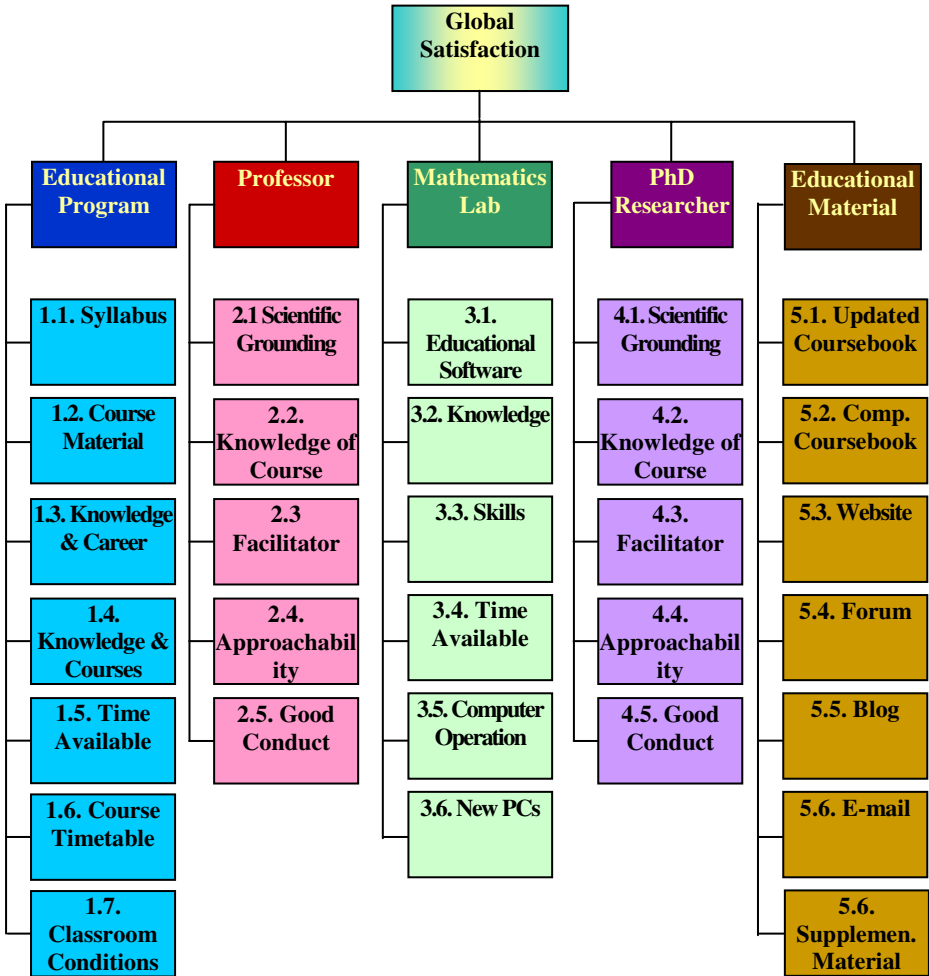 Global
Satisfaction
Educational
Program
Professor
Mathematics
Lab
PhD
Researcher
Educational
Material
1.1. Syllabus
1.2. Course
Material
1.3. Knowledge
& Career
1.4.
Knowledge &
Courses
1.5. Time
Available
1.6. Course
Timetable
1.7.
Classroom
Conditions
2.1 Scientific
Grounding
2.2.
Knowledge of
Course
2.3
Facilitator
2.4.
Approachabil
ity
2.5. Good
Conduct
3.1.
Educational
Software
3.2. Knowledge
3.3. Skills
3.4. Time
Available
3.5. Computer
Operation
3.6. New PCs
4.1. Scientific
Grounding
4.2.
Knowledge of
Course
4.3.
Facilitator
4.4.
Approachabil
ity
4.5. Good
Conduct
5.1. Updated
Coursebook
5.2. Comp.
Coursebook
5.3. Website
5.4. Forum
5.5. Blog
5.6. E-mail
5.6.
Supplemen.
Material